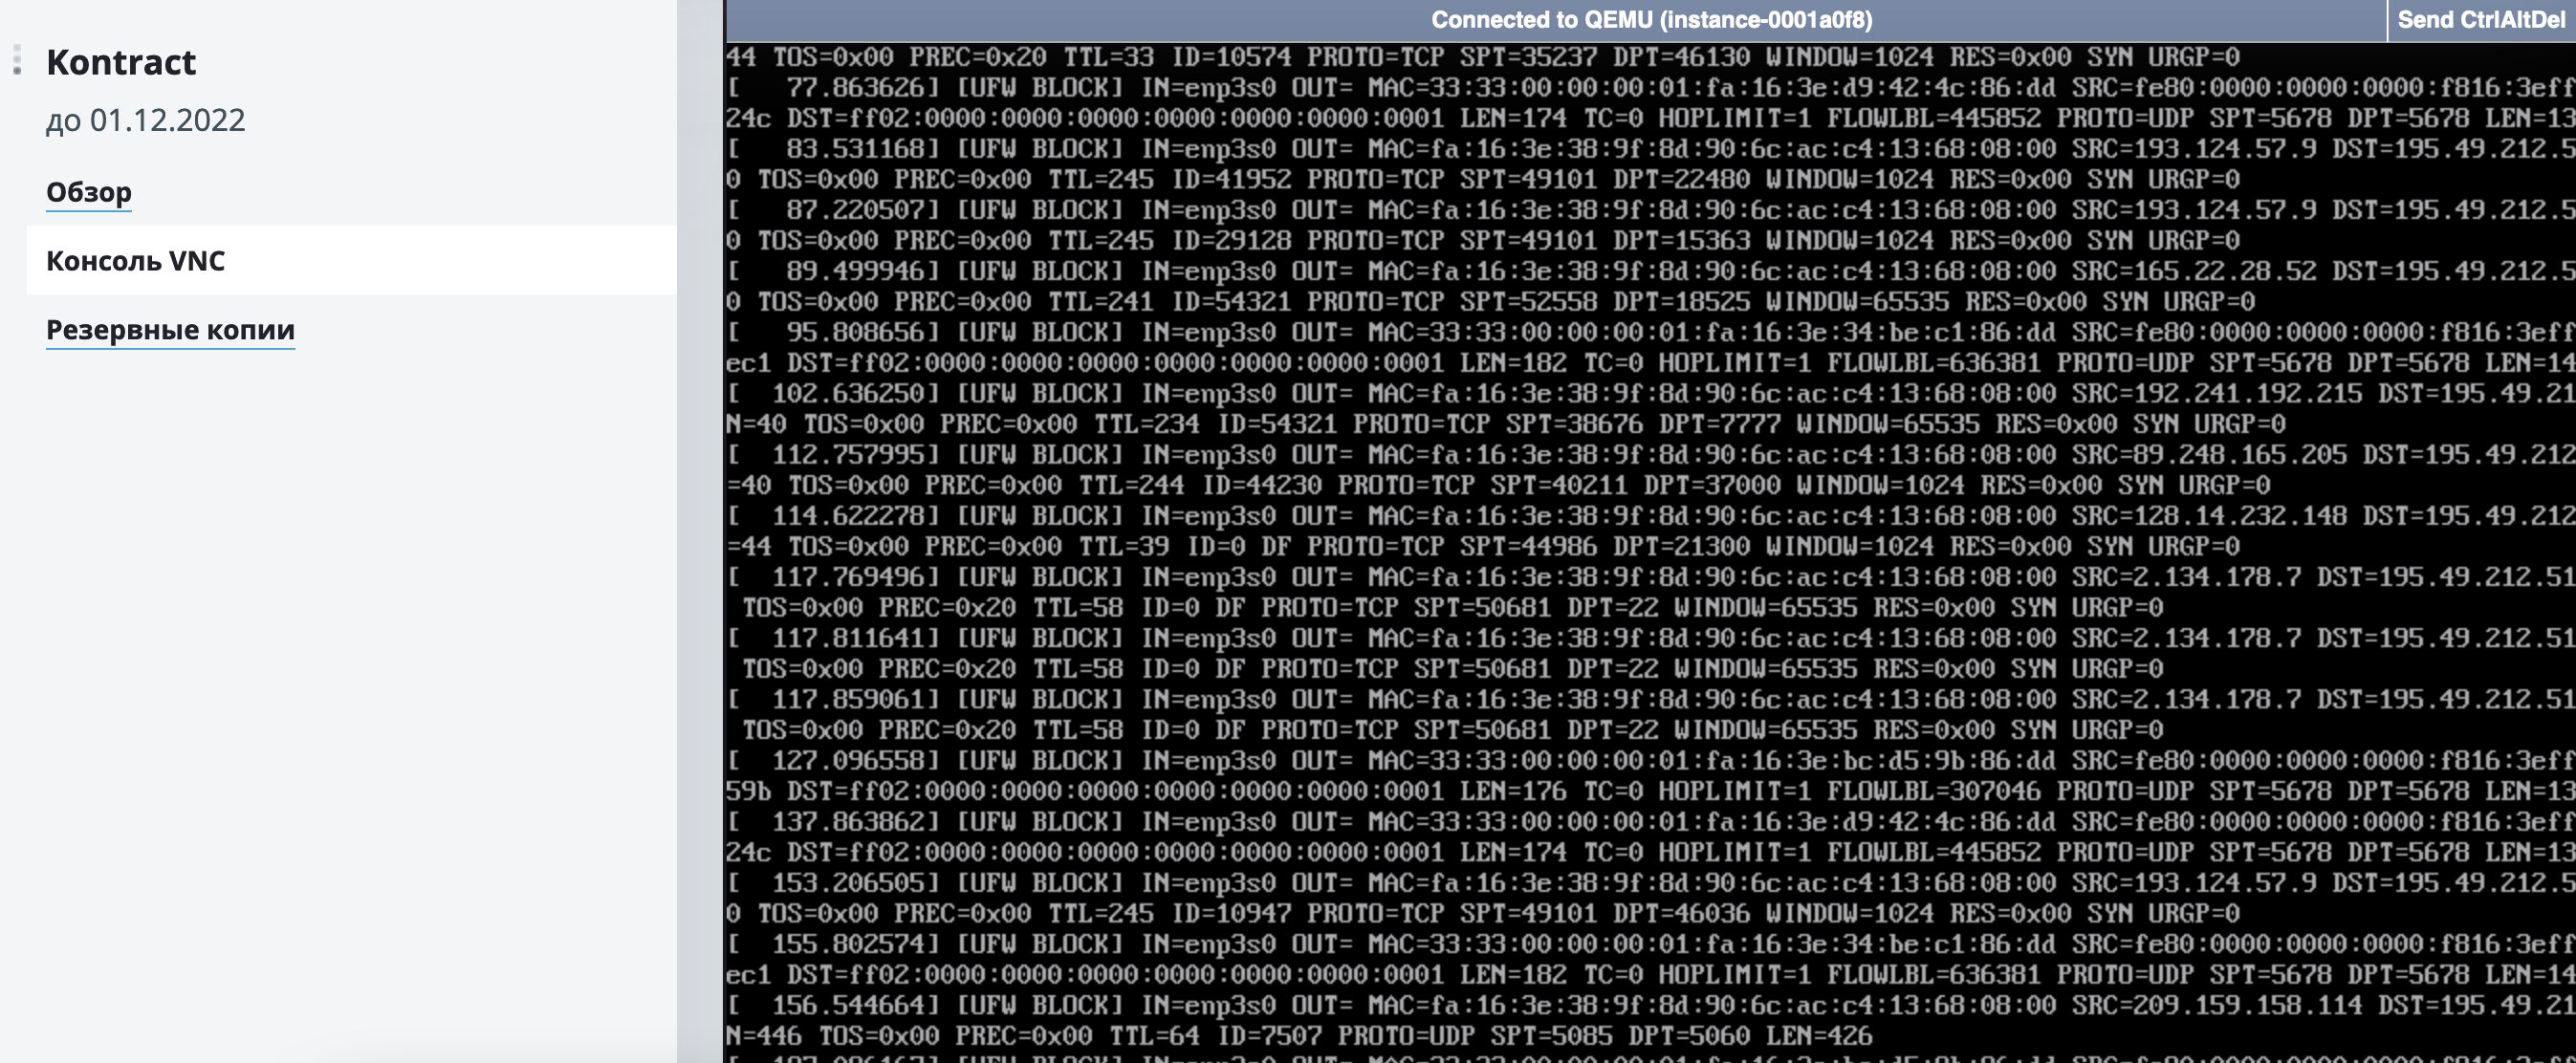 Kontract
до 01.12.2022
Обзор
Консоль VNC
Резервные копии
Connected to QEMU (instance-0001a0f8)
Send CtrlAltDel
44 TOS=0x00 PREC=0x20 TTL=33 ID=10574 PROTO=TCP SPT=35237 DPT=46130 WINDOW=1024 RES=0x00 SYN URGP=0
[   77.863626] [UFW BLOCK] IN=enp3s0 OUT= MAC=33:33:00:00:00:01:fa:16:3e:d9:42:4c:86:dd SRC=fe80:0000:0000:0000:f816:3eff
24c DST=ff02:0000:0000:0000:0000:0000:0000:0001 LEN=174 TC=0 HOPLIMIT=1 FLOWLBL=445852 PROTO=UDP SPT=5678 DPT=5678 LEN=13
[   83.531168] [UFW BLOCK] IN=enp3s0 OUT= MAC=fa:16:3e:38:9f:8d:90:6c:ac:c4:13:68:08:00 SRC=193.124.57.9 DST=195.49.212.5
0 TOS=0x00 PREC=0x00 TTL=245 ID=41952 PROTO=TCP SPT=49101 DPT=22480 WINDOW=1024 RES=0x00 SYN URGP=0
[   87.220507] [UFW BLOCK] IN=enp3s0 OUT= MAC=fa:16:3e:38:9f:8d:90:6c:ac:c4:13:68:08:00 SRC=193.124.57.9 DST=195.49.212.5
0 TOS=0x00 PREC=0x00 TTL=245 ID=29128 PROTO=TCP SPT=49101 DPT=15363 WINDOW=1024 RES=0x00 SYN URGP=0
[   89.499946] [UFW BLOCK] IN=enp3s0 OUT= MAC=fa:16:3e:38:9f:8d:90:6c:ac:c4:13:68:08:00 SRC=165.22.28.52 DST=195.49.212.5
0 TOS=0x00 PREC=0x00 TTL=241 ID=54321 PROTO=TCP SPT=52558 DPT=18525 WINDOW=65535 RES=0x00 SYN URGP=0
[   95.808656] [UFW BLOCK] IN=enp3s0 OUT= MAC=33:33:00:00:00:01:fa:16:3e:34:be:c1:86:dd SRC=fe80:0000:0000:0000:f816:3eff
ec1 DST=ff02:0000:0000:0000:0000:0000:0000:0001 LEN=182 TC=0 HOPLIMIT=1 FLOWLBL=636381 PROTO=UDP SPT=5678 DPT=5678 LEN=14
[  102.636250] [UFW BLOCK] IN=enp3s0 OUT= MAC=fa:16:3e:38:9f:8d:90:6c:ac:c4:13:68:08:00 SRC=192.241.192.215 DST=195.49.21
N=40 TOS=0x00 PREC=0x00 TTL=234 ID=54321 PROTO=TCP SPT=38676 DPT=7777 WINDOW=65535 RES=0x00 SYN URGP=0
[  112.757995] [UFW BLOCK] IN=enp3s0 OUT= MAC=fa:16:3e:38:9f:8d:90:6c:ac:c4:13:68:08:00 SRC=89.248.165.205 DST=195.49.212
=40 TOS=0x00 PREC=0x00 TTL=244 ID=44230 PROTO=TCP SPT=40211 DPT=37000 WINDOW=1024 RES=0x00 SYN URGP=0
[  114.622278] [UFW BLOCK] IN=enp3s0 OUT= MAC=fa:16:3e:38:9f:8d:90:6c:ac:c4:13:68:08:00 SRC=128.14.232.148 DST=195.49.212
=44 TOS=0x00 PREC=0x00 TTL=39 ID=0 DF PROTO=TCP SPT=44986 DPT=21300 WINDOW=1024 RES=0x00 SYN URGP=0
[  117.769496] [UFW BLOCK] IN=enp3s0 OUT= MAC=fa:16:3e:38:9f:8d:90:6c:ac:c4:13:68:08:00 SRC=2.134.178.7 DST=195.49.212.51
TOS=0x00 PREC=0x20 TTL=58 ID=0 DF PROTO=TCP SPT=50681 DPT=22 WINDOW=65535 RES=0x00 SYN URGP=0
[  117.811641] [UFW BLOCK] IN=enp3s0 OUT= MAC=fa:16:3e:38:9f:8d:90:6c:ac:c4:13:68:08:00 SRC=2.134.178.7 DST=195.49.212.51
TOS=0x00 PREC=0x20 TTL=58 ID=0 DF PROTO=TCP SPT=50681 DPT=22 WINDOW=65535 RES=0x00 SYN URGP=0
[  117.859061] [UFW BLOCK] IN=enp3s0 OUT= MAC=fa:16:3e:38:9f:8d:90:6c:ac:c4:13:68:08:00 SRC=2.134.178.7 DST=195.49.212.51
TOS=0x00 PREC=0x20 TTL=58 ID=0 DF PROTO=TCP SPT=50681 DPT=22 WINDOW=65535 RES=0x00 SYN URGP=0
[  127.096558] [UFW BLOCK] IN=enp3s0 OUT= MAC=33:33:00:00:00:01:fa:16:3e:bc:d5:9b:86:dd SRC=fe80:0000:0000:0000:f816:3eff
59b DST=ff02:0000:0000:0000:0000:0000:0000:0001 LEN=176 TC=0 HOPLIMIT=1 FLOWLBL=307046 PROTO=UDP SPT=5678 DPT=5678 LEN=13
[  137.863862] [UFW BLOCK] IN=enp3s0 OUT= MAC=33:33:00:00:00:01:fa:16:3e:d9:42:4c:86:dd SRC=fe80:0000:0000:0000:f816:3eff
24c DST=ff02:0000:0000:0000:0000:0000:0000:0001 LEN=174 TC=0 HOPLIMIT=1 FLOWLBL=445852 PROTO=UDP SPT=5678 DPT=5678 LEN=13
[  153.206505] [UFW BLOCK] IN=enp3s0 OUT= MAC=fa:16:3e:38:9f:8d:90:6c:ac:c4:13:68:08:00 SRC=193.124.57.9 DST=195.49.212.5
0 TOS=0x00 PREC=0x00 TTL=245 ID=10947 PROTO=TCP SPT=49101 DPT=46036 WINDOW=1024 RES=0x00 SYN URGP=0
[  155.802574] [UFW BLOCK] IN=enp3s0 OUT= MAC=33:33:00:00:00:01:fa:16:3e:34:be:c1:86:dd SRC=fe80:0000:0000:0000:f816:3eff
ec1 DST=ff02:0000:0000:0000:0000:0000:0000:0001 LEN=182 TC=0 HOPLIMIT=1 FLOWLBL=636381 PROTO=UDP SPT=5678 DPT=5678 LEN=14
[  156.544664] [UFW BLOCK] IN=enp3s0 OUT= MAC=fa:16:3e:38:9f:8d:90:6c:ac:c4:13:68:08:00 SRC=209.159.158.114 DST=195.49.21
N=446 TOS=0x00 PREC=0x00 TTL=64 ID=7507 PROTO=UDP SPT=5085 DPT=5060 LEN=426